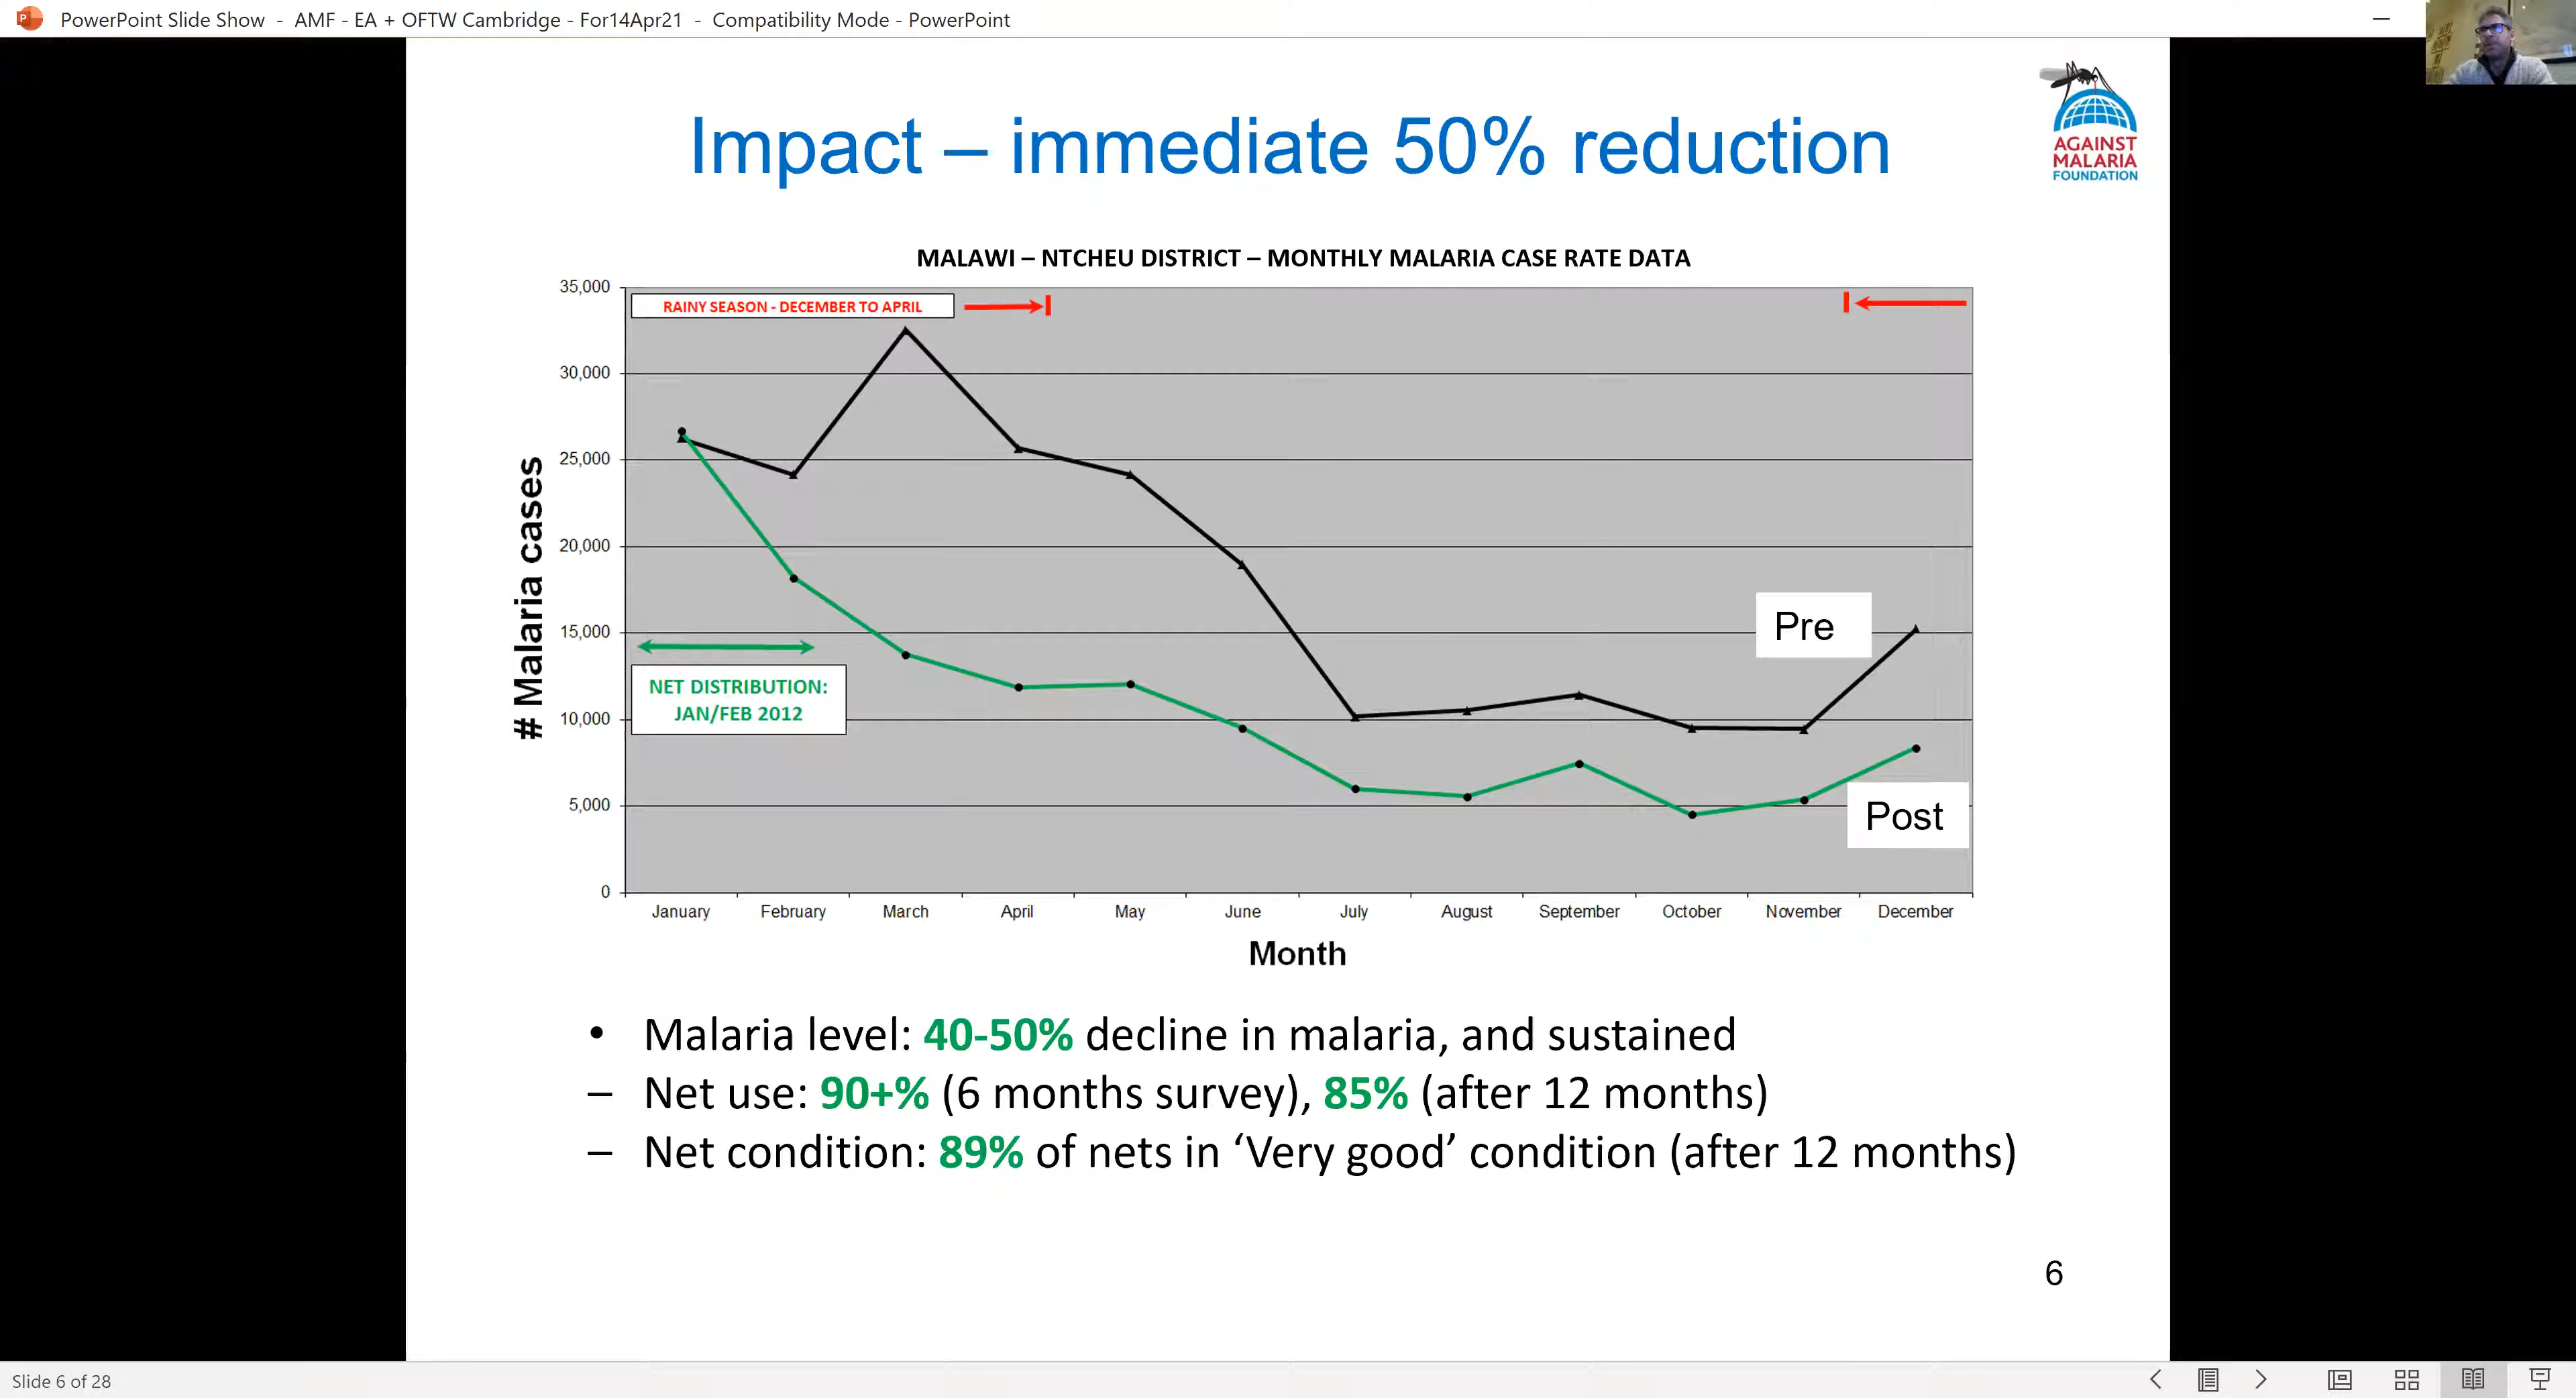 PowerPoint Slide Show - AMF - EA + OFTW Cambridge - For14Apr21 - Compatibility Mode - PowerPoint
Impact – immediate 50% reduction
AGAINST
MALARIA
FOUNDATION
MALAWI – NTCHEU DISTRICT – MONTHLY MALARIA CASE RATE DATA
# Malaria cases
35,000
30,000
25,000
20,000
15,000
10,000
5,000
0
RAINY SEASON - DECEMBER TO APRIL
NET DISTRIBUTION:
JAN/FEB 2012
Pre
Post
January February March April May June July August September October November December
Month
• Malaria level: 40-50% decline in malaria, and sustained
– Net use: 90+% (6 months survey), 85% (after 12 months)
– Net condition: 89% of nets in ‘Very good’ condition (after 12 months)
6
Slide 6 of 28